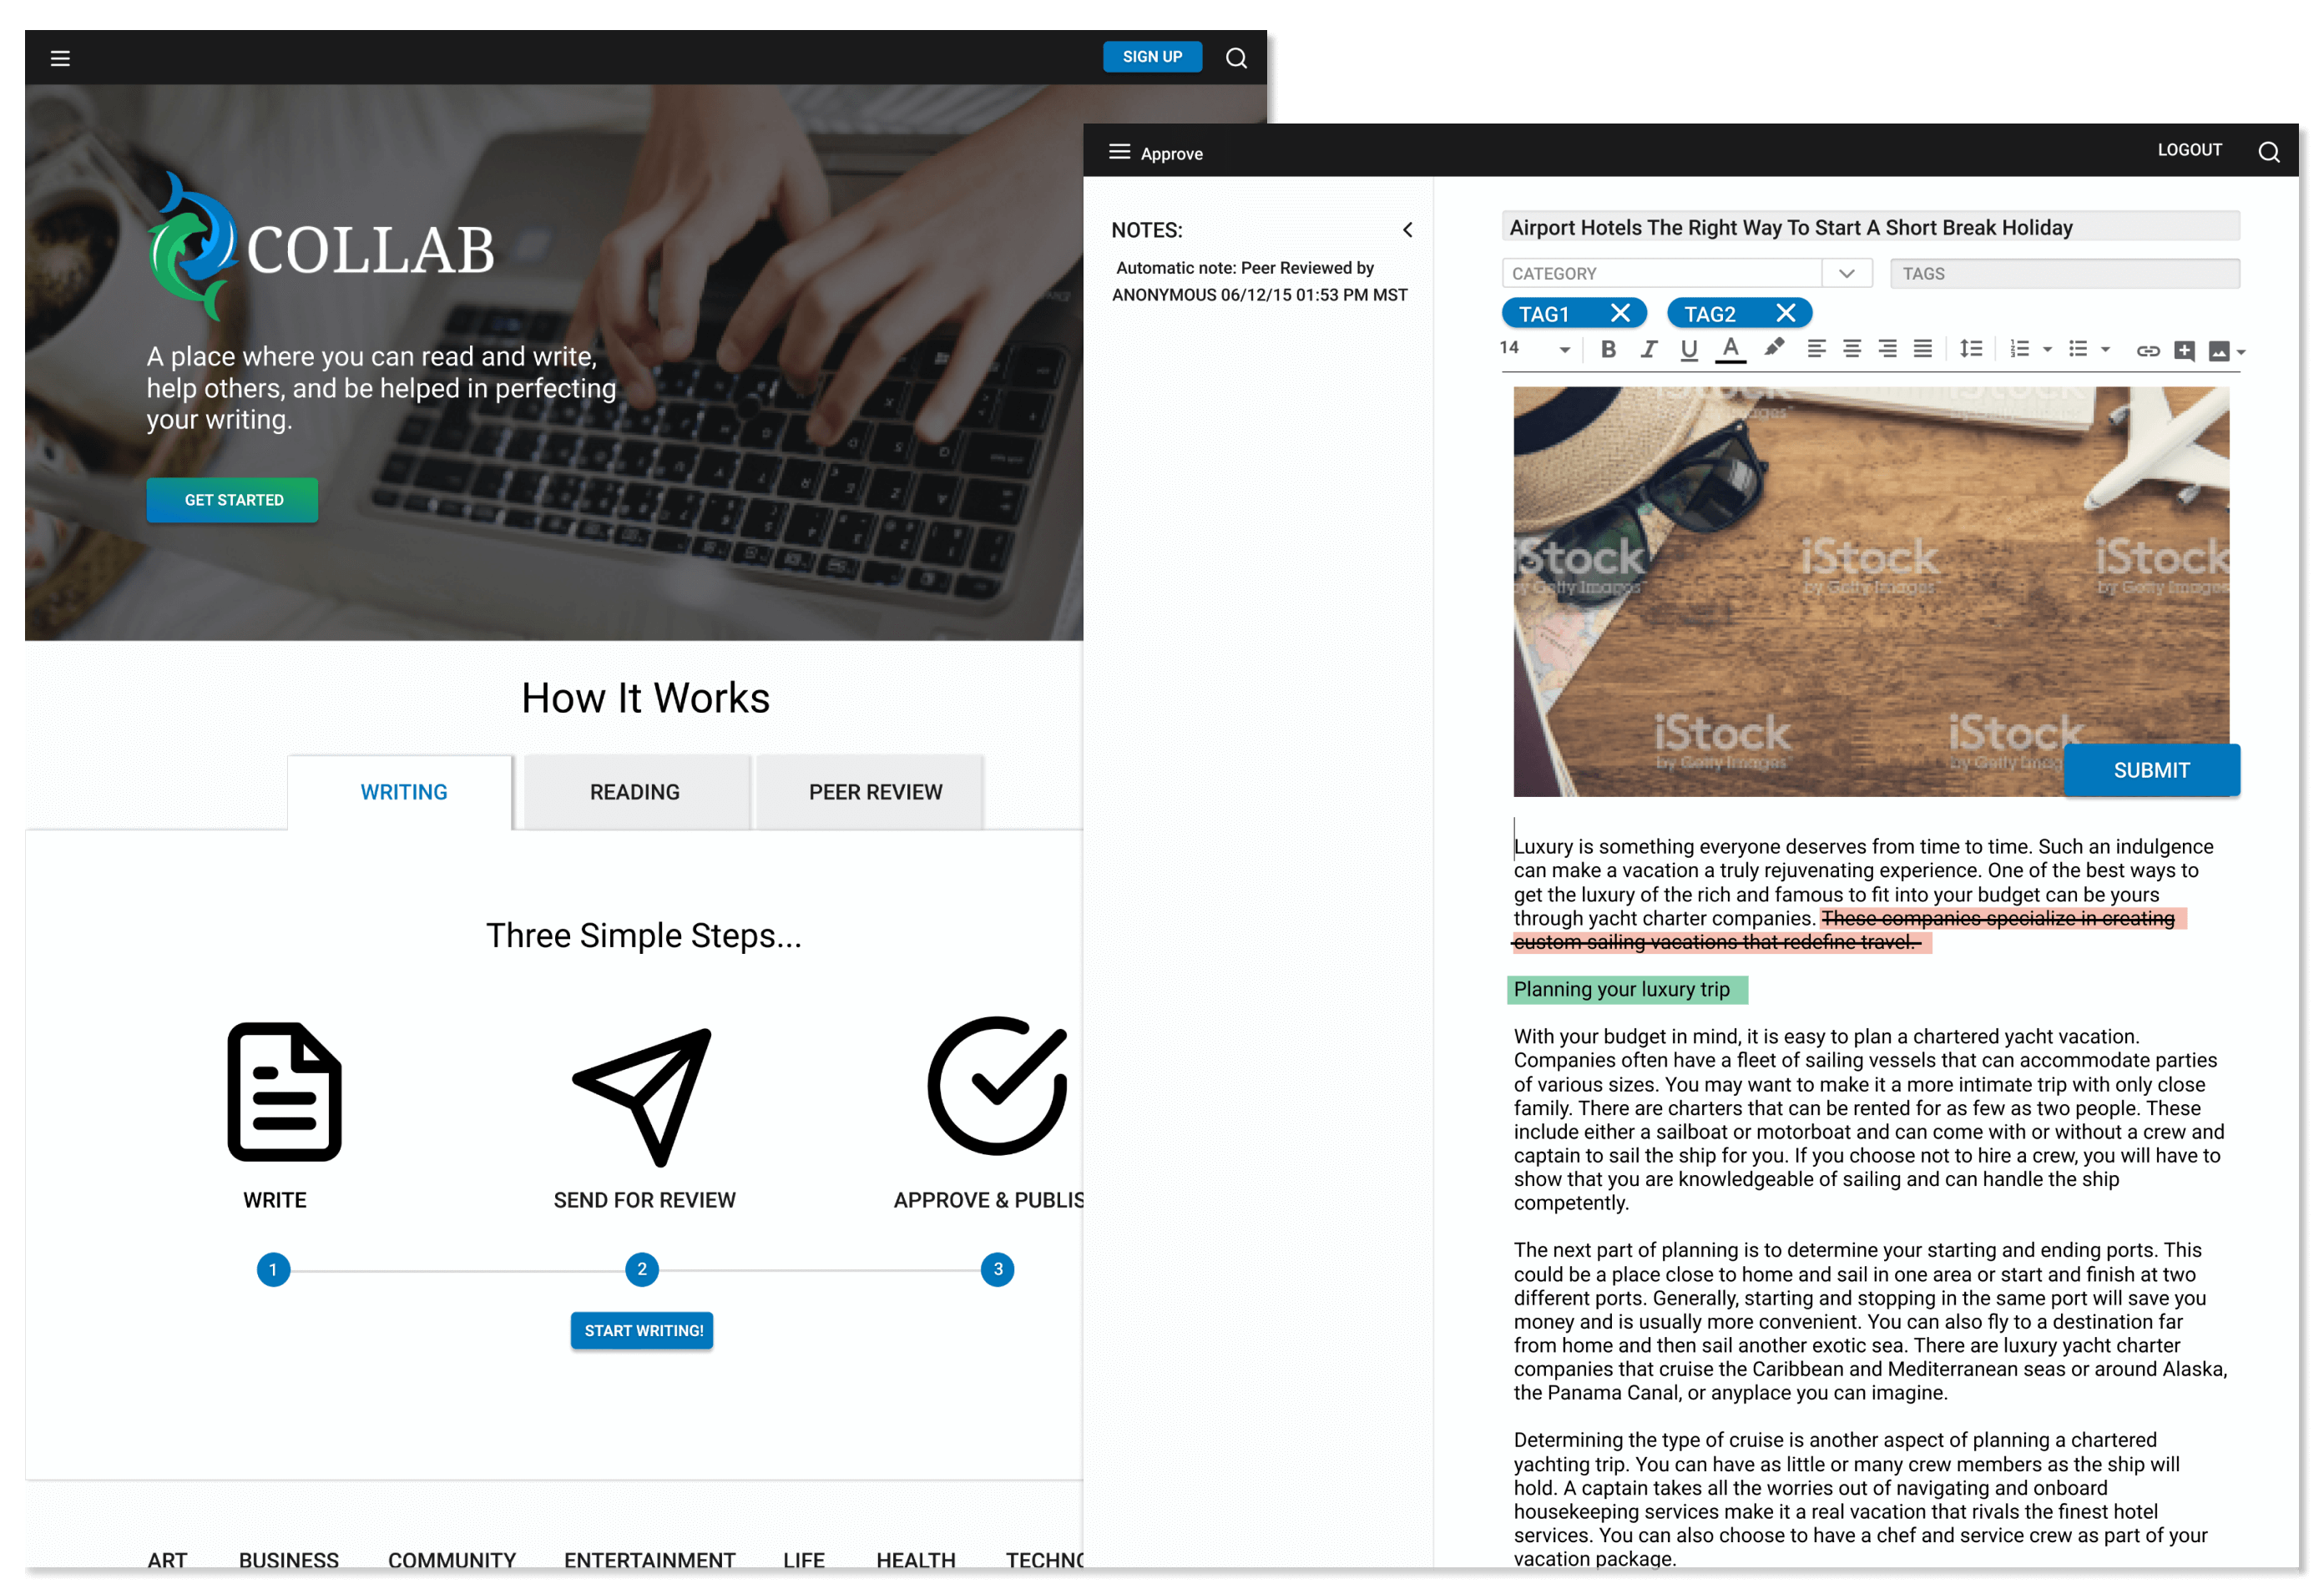 SIGN UP
COLLAB
A place where you can read and write,
help others, and be helped in perfecting
your writing.
GET STARTED
How It Works
WRITING
READING
PEER REVIEW
Three Simple Steps...
WRITE
SEND FOR REVIEW
APPROVE & PUBLIS
1
2
3
START WRITING!
ART
BUSINESS
COMMUNITY
ENTERTAINMENT
LIFE
HEALTH
TECHNO
Approve
LOGOUT
NOTES:
Automatic note: Peer Reviewed by
ANONYMOUS 06/12/15 01:53 PM MST
Airport Hotels The Right Way To Start A Short Break Holiday
CATEGORY
TAGS
TAG1
TAG2
14
B I U A
iStock
by Getty Images
iStock
by Getty Images
iStock
by Getty Images
iStock
by Getty Images
iStock
by Getty Imag
SUBMIT
Luxury is something everyone deserves from time to time. Such an indulgence
can make a vacation a truly rejuvenating experience. One of the best ways to
get the luxury of the rich and famous to fit into your budget can be yours
through yacht charter companies. These companies specialize in creating
custom sailing vacations that redefine travel.
Planning your luxury trip
With your budget in mind, it is easy to plan a chartered yacht vacation.
Companies often have a fleet of sailing vessels that can accommodate parties
of various sizes. You may want to make it a more intimate trip with only close
family. There are charters that can be rented for as few as two people. These
include either a sailboat or motorboat and can come with or without a crew and
captain to sail the ship for you. If you choose not to hire a crew, you will have to
show that you are knowledgeable of sailing and can handle the ship
competently.
The next part of planning is to determine your starting and ending ports. This
could be a place close to home and sail in one area or start and finish at two
different ports. Generally, starting and stopping in the same port will save you
money and is usually more convenient. You can also fly to a destination far
from home and then sail another exotic sea. There are luxury yacht charter
companies that cruise the Caribbean and Mediterranean seas or around Alaska,
the Panama Canal, or anyplace you can imagine.
Determining the type of cruise is another aspect of planning a chartered
yachting trip. You can have as little or many crew members as the ship will
hold. A captain takes all the worries out of navigating and onboard
housekeeping services make it a real vacation that rivals the finest hotel
services. You can also choose to have a chef and service crew as part of your
vacation package.